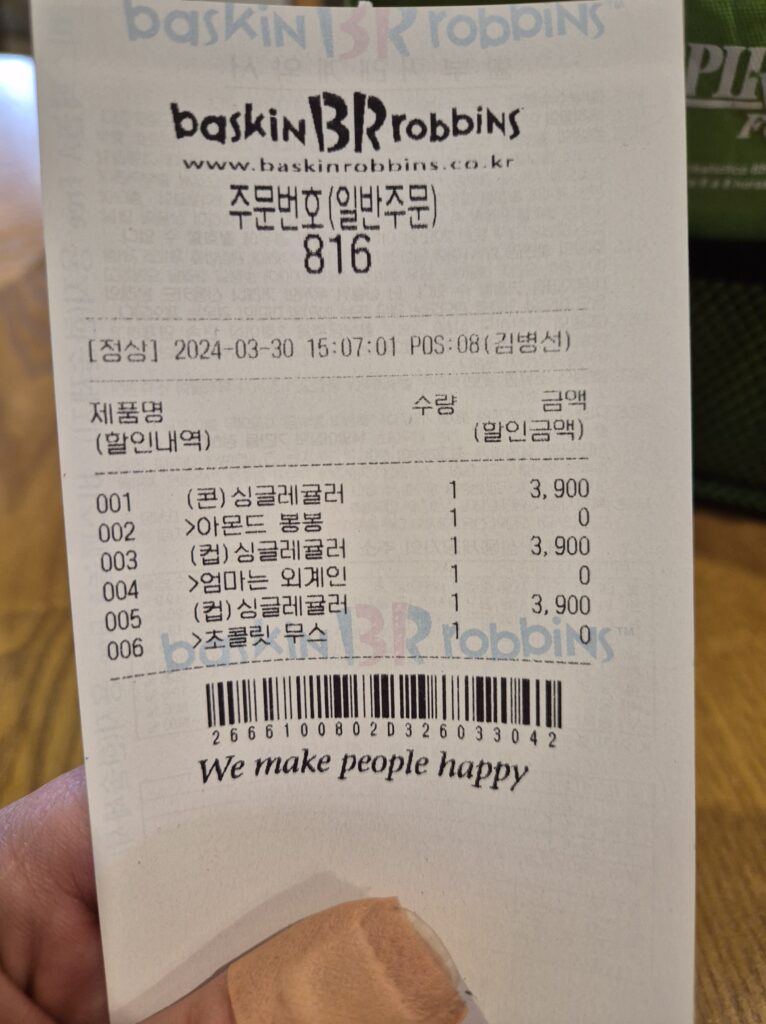 baskin BR robbins™
baskin BR robbins
www.baskinrobbins.co.kr
주문번호(일반주문)
816
[정상] 2024-03-30 15:07:01 POS:08(김병선)
제품명 수량 금액
(할인내역) (할인금액)
001 (콘)싱글레귤러 1 3,900
002 >아몬드 봉봉 1 0
003 (컵)싱글레귤러 1 3,900
004 >엄마는 외계인 1 0
005 (컵)싱글레귤러 1 3,900
006 >초콜릿 무스 1 0
baskin BR robbins™
2666100802D326033042
We make people happy